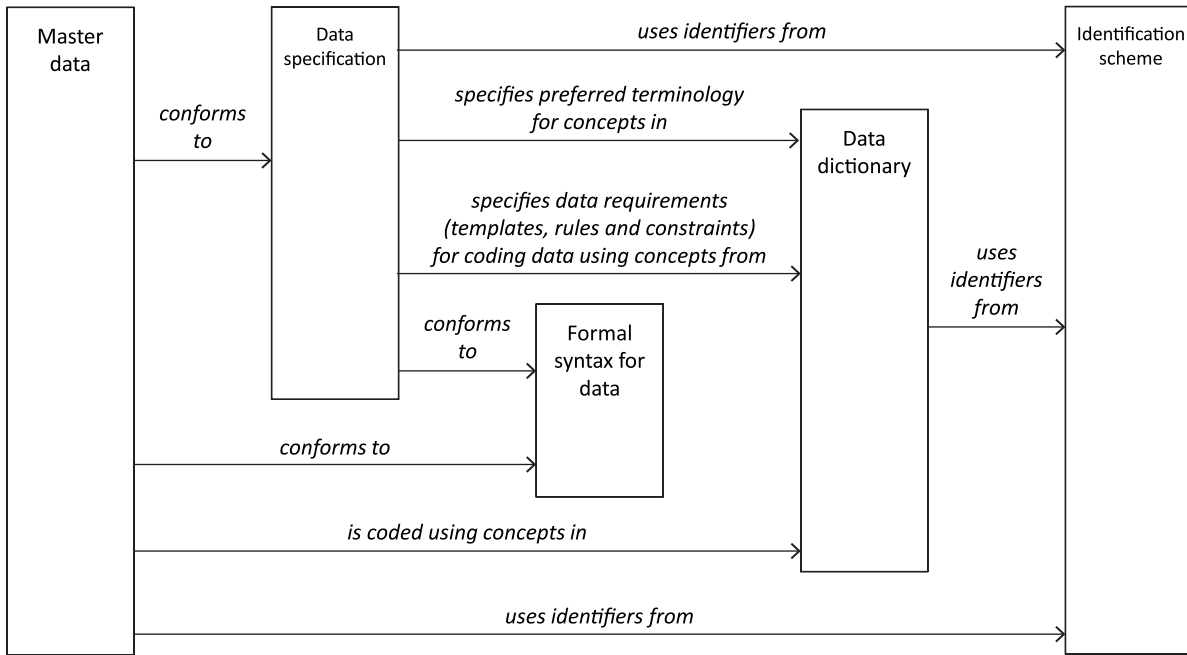 Master
data
Data
specification
uses identifiers from
Identification
scheme
specifies preferred terminology
for concepts in
conforms
to
Data
dictionary
specifies data requirements
(templates, rules and constraints)
for coding data using concepts from
uses
identifiers
from
conforms
to
Formal
syntax for
data
conforms to
is coded using concepts in
uses identifiers from